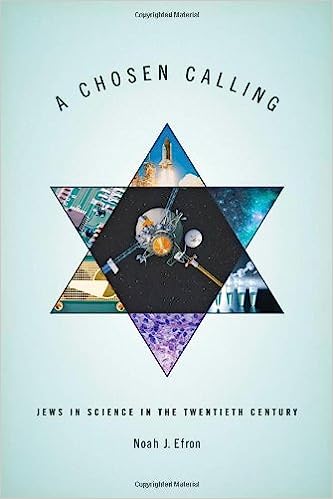 A CHOSEN CALLING
JEWS IN SCIENCE IN THE TWENTIETH CENTURY
Noah J. Efron